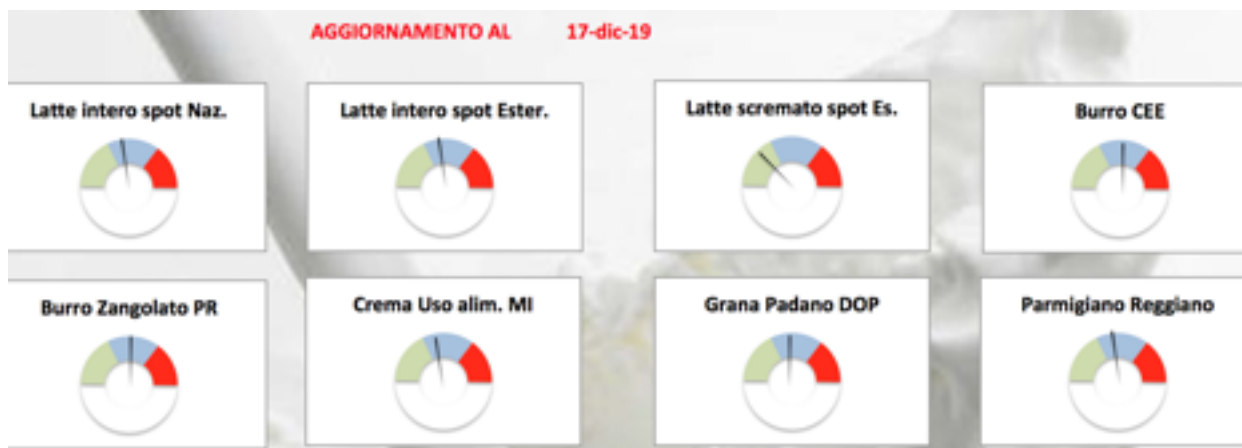 AGGIORNAMENTO AL 17-dic-19
Latte intero spot Naz.
Latte intero spot Ester.
Latte scremato spot Es.
Burro CEE
Burro Zangolato PR
Crema Uso alim. MI
Grana Padano DOP
Parmigiano Reggiano